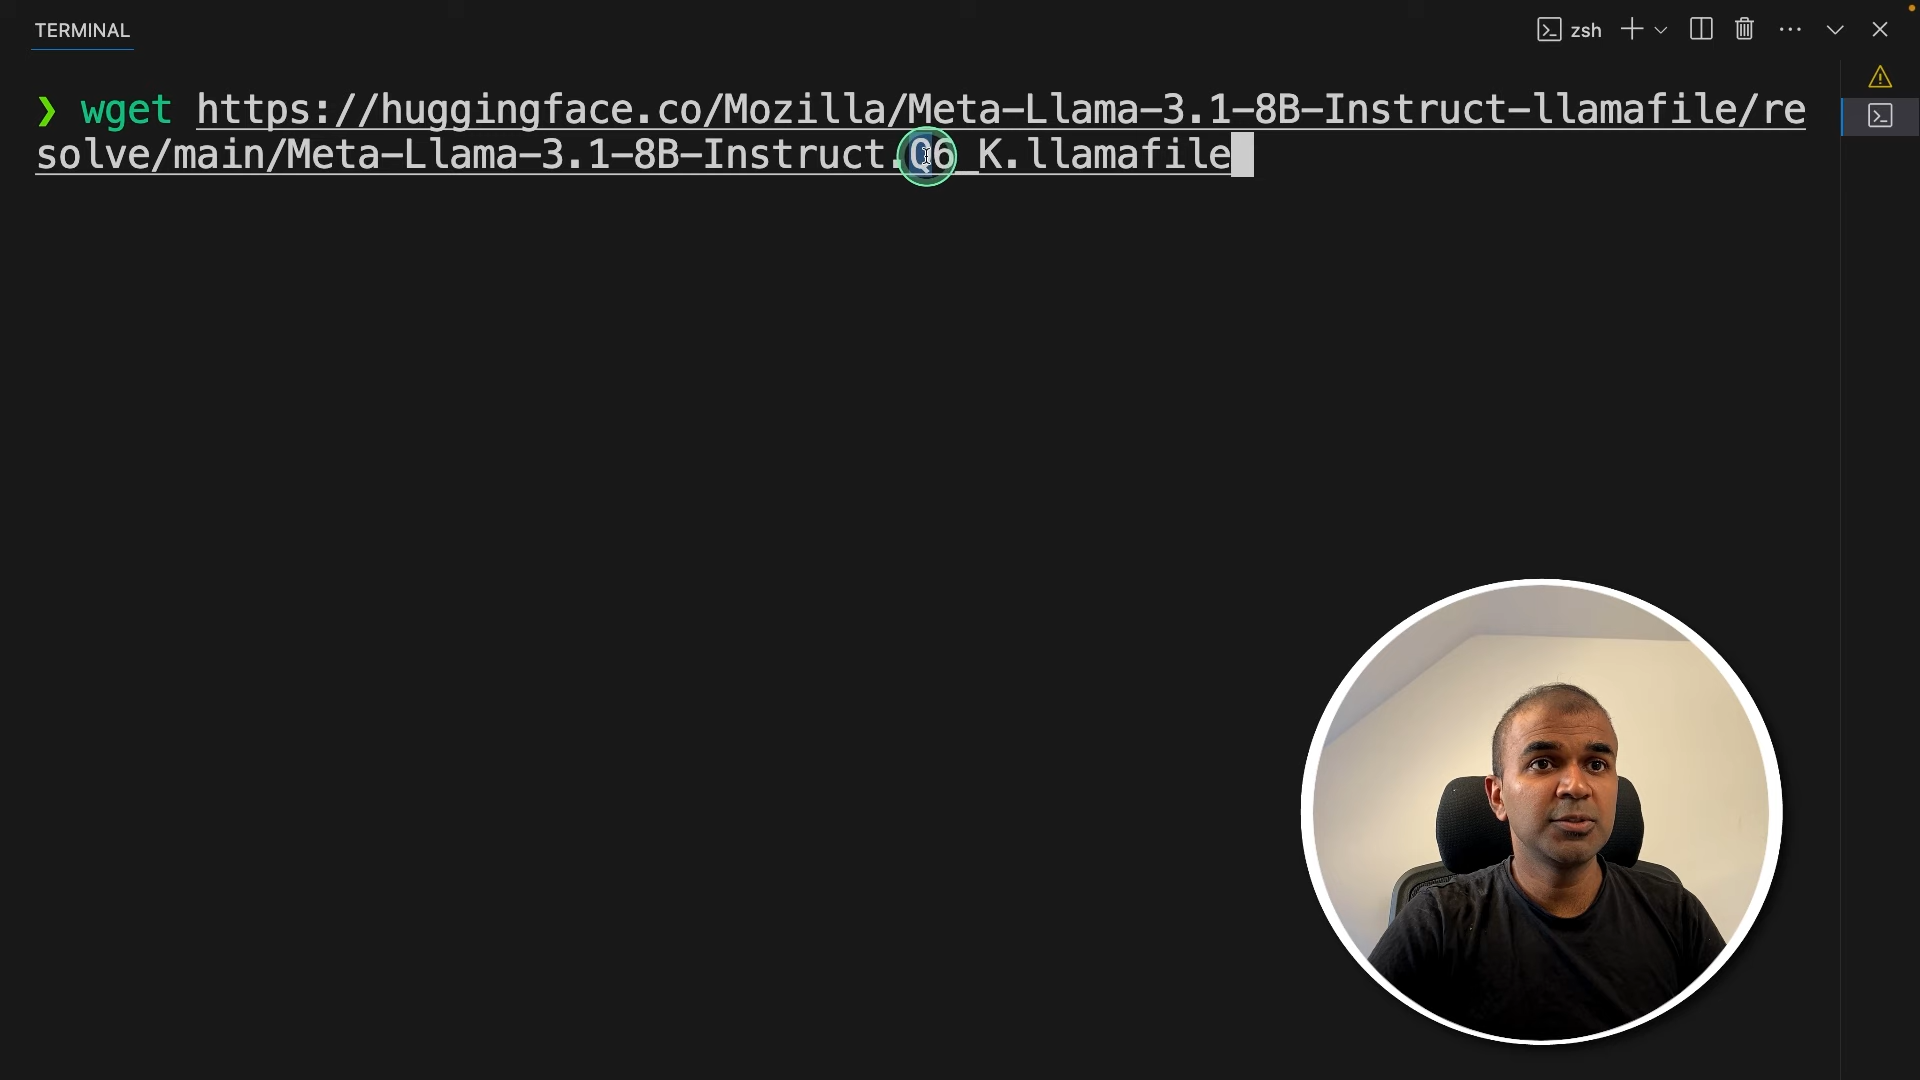 TERMINAL
zsh
❯ wget https://huggingface.co/Mozilla/Meta-Llama-3.1-8B-Instruct-llamafile/re
solve/main/Meta-Llama-3.1-8B-Instruct.Q6_K.llamafile